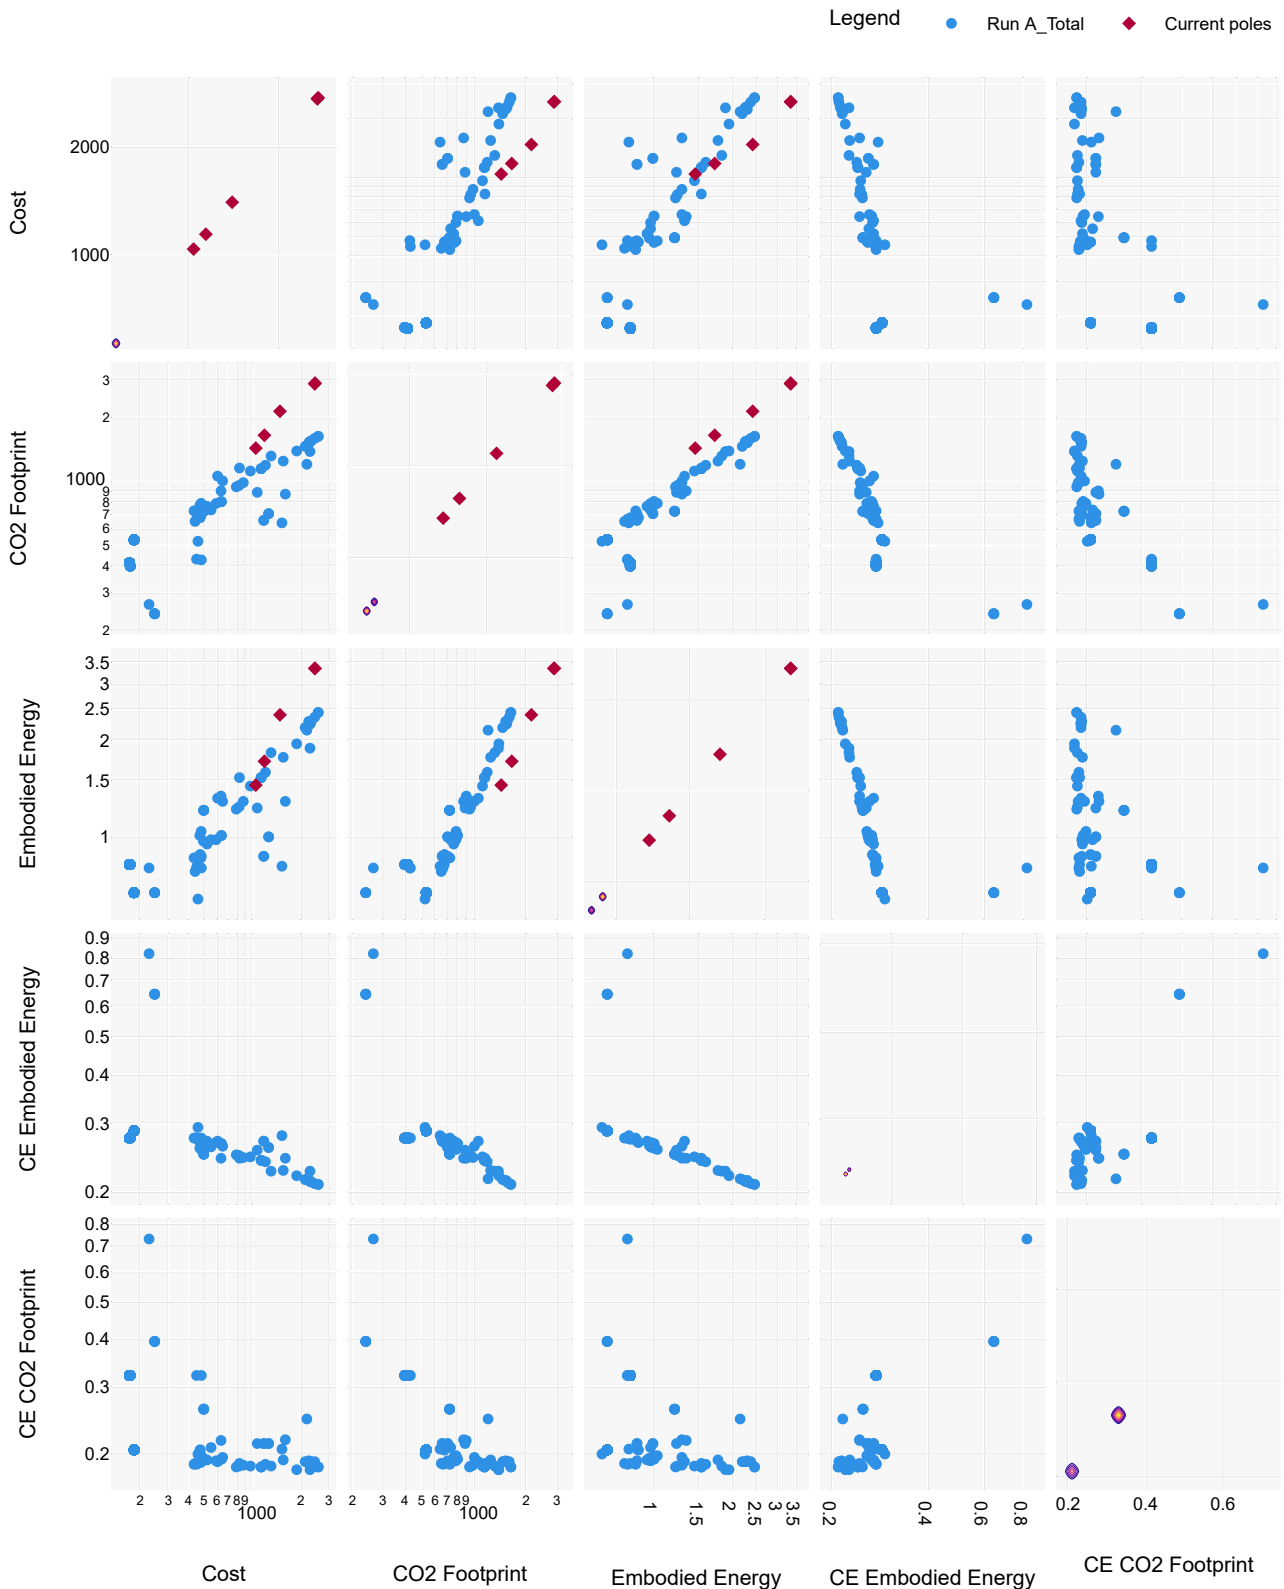 Legend Run A_Total Current poles
Cost
2000
1000
CO2 Footprint
3
2
1000
9
8
7
6
5
4
3
2
Embodied Energy
3.5
3
2.5
2
1.5
1
CE Embodied Energy
0.9
0.8
0.7
0.6
0.5
0.4
0.3
0.2
CE CO2 Footprint
0.8
0.7
0.6
0.5
0.4
0.3
0.2
2 3 4 5 6 7 8 9 1000 2 3
2 3 4 5 6 7 8 9 1000 2 3
1 1.5 2 2.5 3 3.5
0.2 0.4 0.6 0.8
0.2 0.4 0.6
Cost CO2 Footprint Embodied Energy CE Embodied Energy CE CO2 Footprint